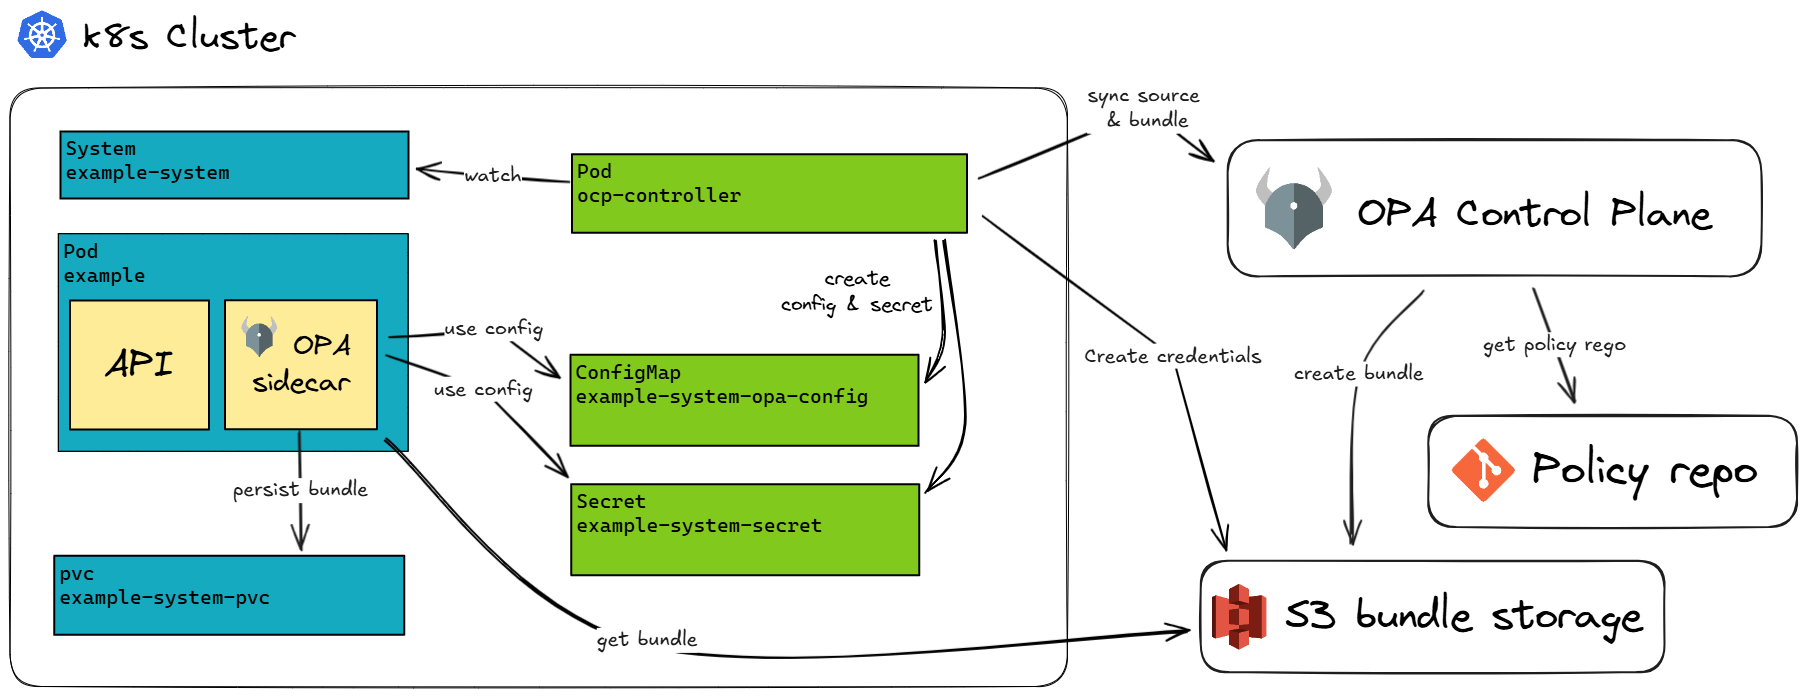 k8s Cluster
sync source
& bundle
System
example-system
watch
Pod
ocp-controller
OPA Control Plane
Pod
example
API
OPA
sidecar
create
config & secret
use config
use config
ConfigMap
example-system-opa-config
Create credentials
create bundle
get policy rego
Policy repo
persist bundle
Secret
example-system-secret
pvc
example-system-pvc
get bundle
S3 bundle storage